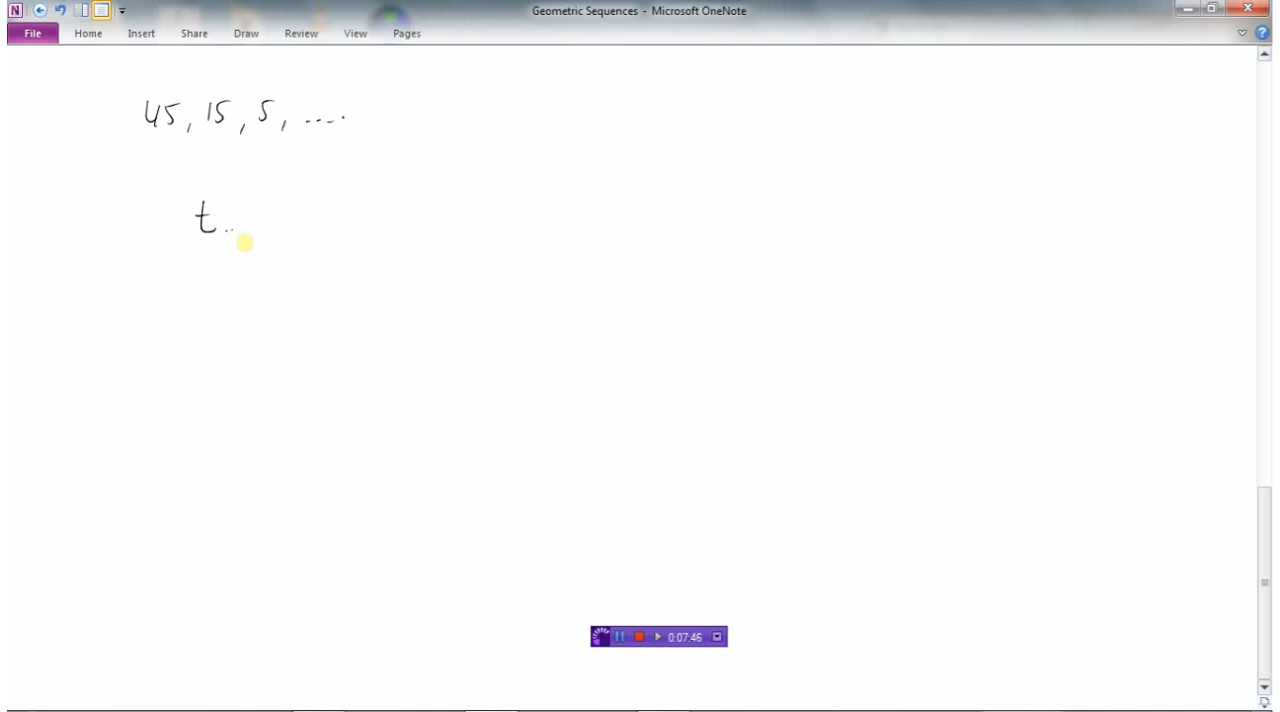 Geometric Sequences - Microsoft OneNote
File Home Insert Share Draw Review View Pages
45, 15, 5, ....
t..
0:07:46